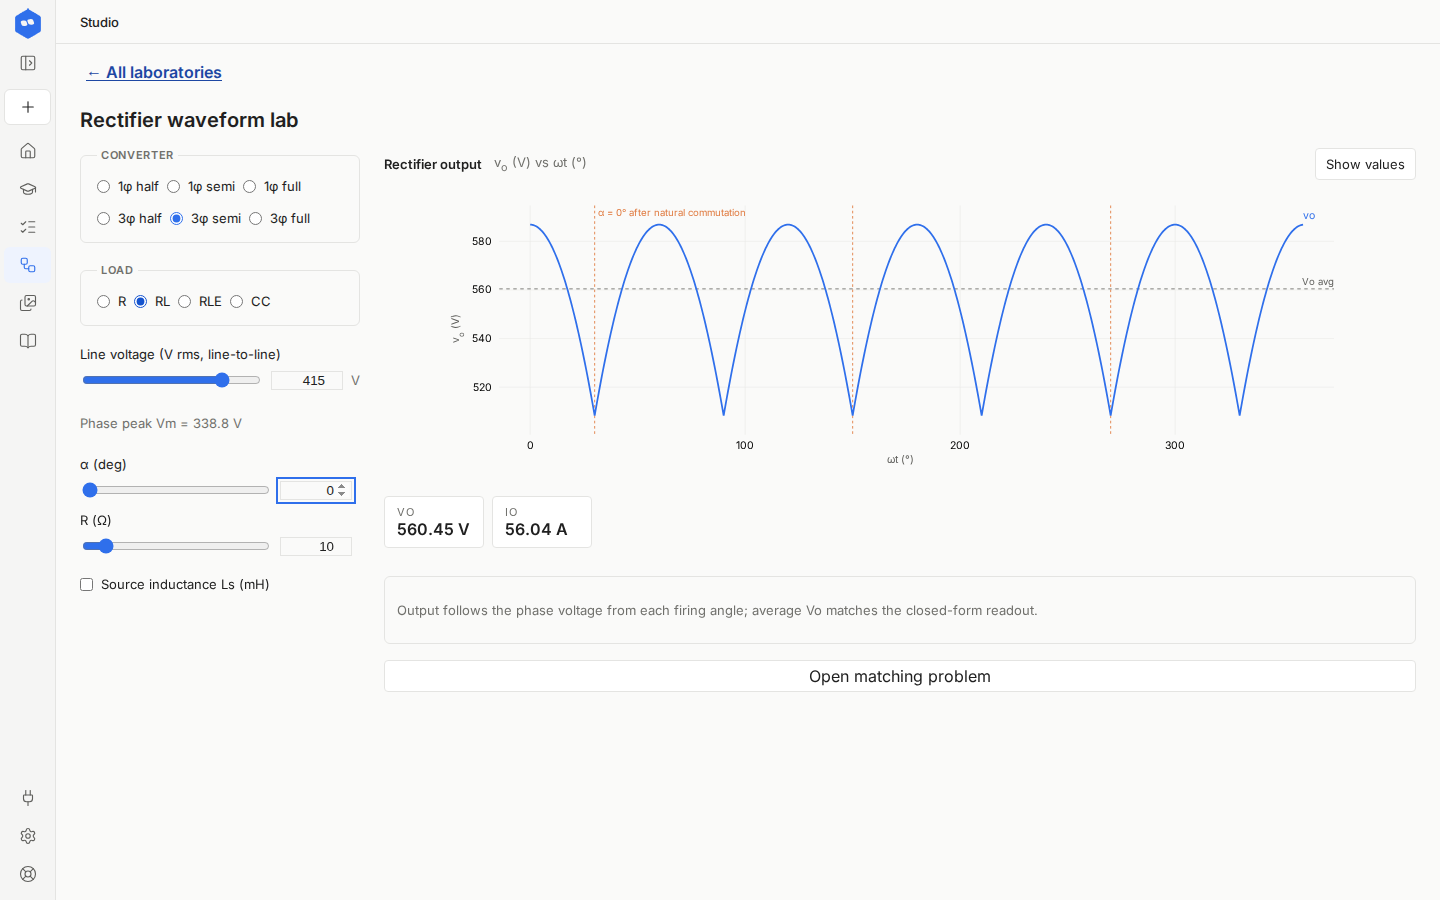 Studio
← All laboratories
Rectifier waveform lab
CONVERTER
1φ half 1φ semi 1φ full
3φ half 3φ semi 3φ full
LOAD
R RL RLE CC
Line voltage (V rms, line-to-line)
415 V
Phase peak Vm = 338.8 V
α (deg)
0
R (Ω)
10
Source inductance Ls (mH)
Rectifier output vo (V) vs ωt (°)
Show values
α = 0° after natural commutation
vo
580
560
540
520
Vo avg
vo (V)
0 100 200 300
ωt (°)
VO
560.45 V
IO
56.04 A
Output follows the phase voltage from each firing angle; average Vo matches the closed-form readout.
Open matching problem